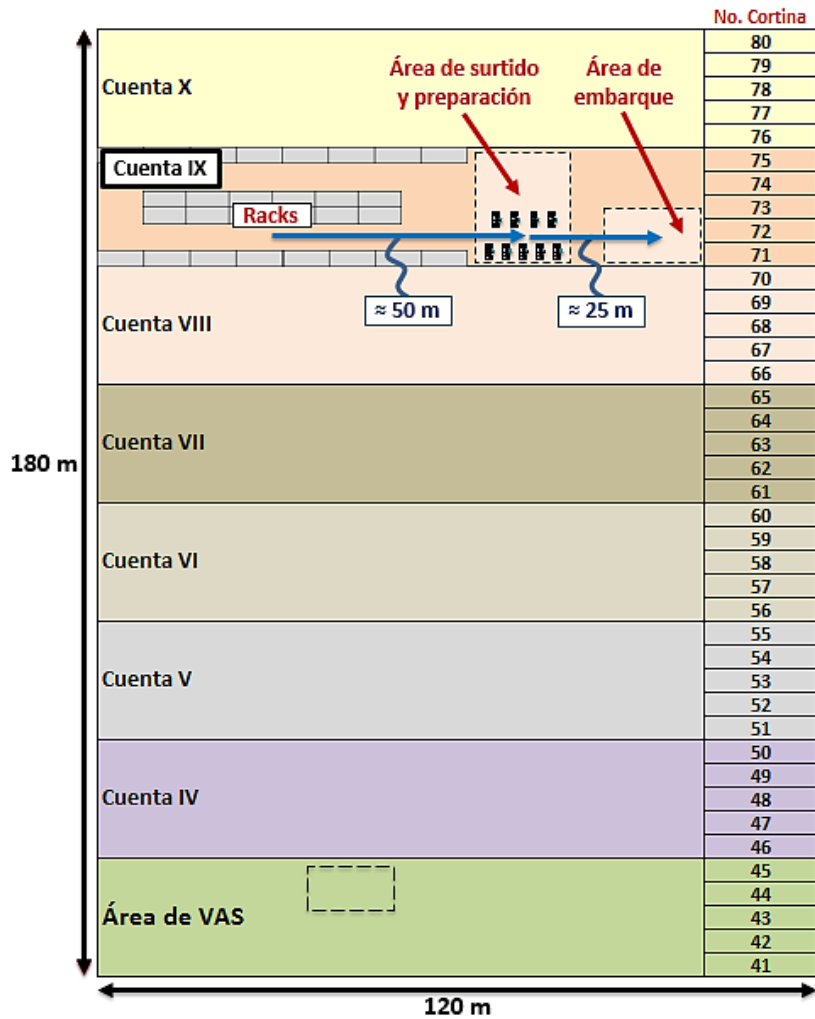 No. Cortina
80
79
78
77
76
Cuenta X
Área de surtido
y preparación
Área de
embarque
75
74
73
72
71
Cuenta IX
Racks
≈ 50 m
≈ 25 m
70
69
68
67
66
Cuenta VIII
65
64
63
62
61
Cuenta VII
180 m
60
59
58
57
56
Cuenta VI
55
54
53
52
51
Cuenta V
50
49
48
47
46
Cuenta IV
45
44
43
42
41
Área de VAS
120 m